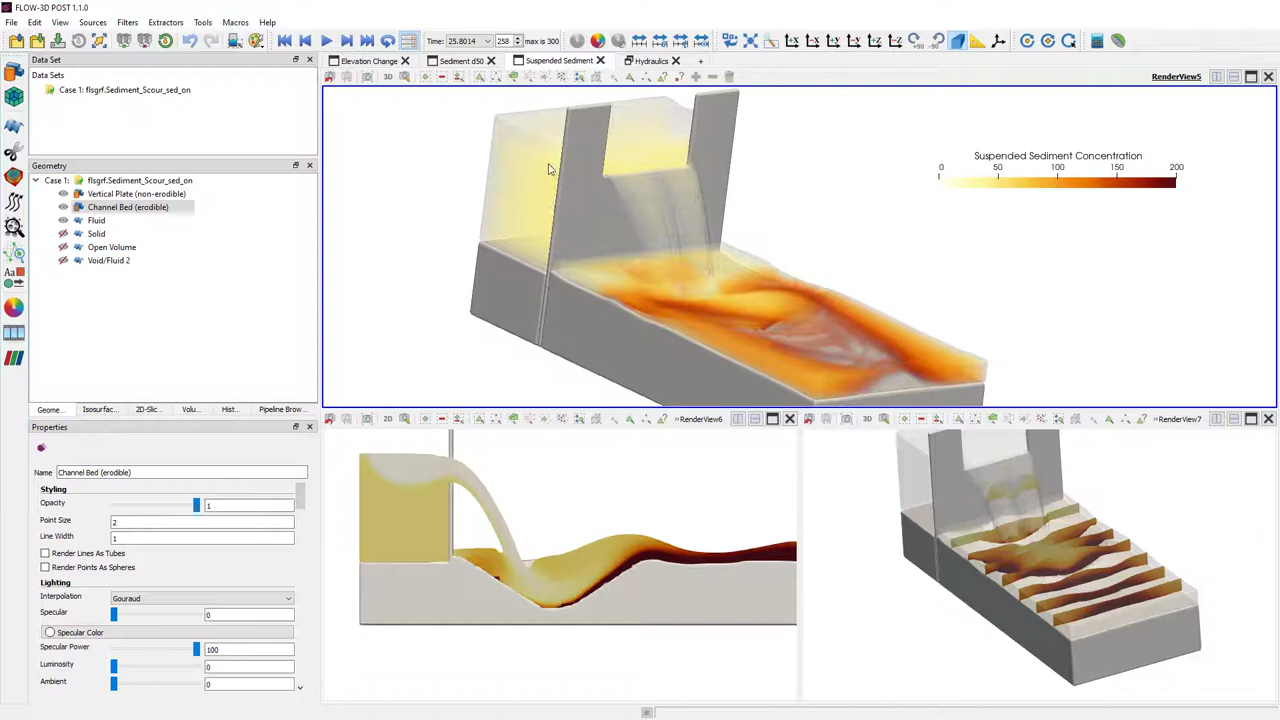 FLOW-3D POST 1.1.0
File Edit View Sources Filters Extractors Tools Macros Help
Time: 25.8014 258 max is 300
Data Set
Elevation Change Sediment d50 Suspended Sediment Hydraulics +
Data Sets
3D RenderView5
Case 1: flsgrf.Sediment_Scour_sed_on
Suspended Sediment Concentration
0 50 100 150 200
Geometry
Case 1: flsgrf.Sediment_Scour_sed_on
Vertical Plate (non-erodible)
Channel Bed (erodible)
Fluid
Solid
Open Volume
Void/Fluid 2
Geome... Isosurfac... 2D-Slic... Volu... Hist... Pipeline Brow...
2D »RenderView6
3D »RenderView7
Properties
Name Channel Bed (erodible)
Styling
Opacity 1
Point Size
2
Line Width
1
Render Lines As Tubes
Render Points As Spheres
Lighting
Interpolation Gouraud
Specular 0
Specular Color
Specular Power 100
Luminosity 0
Ambient 0